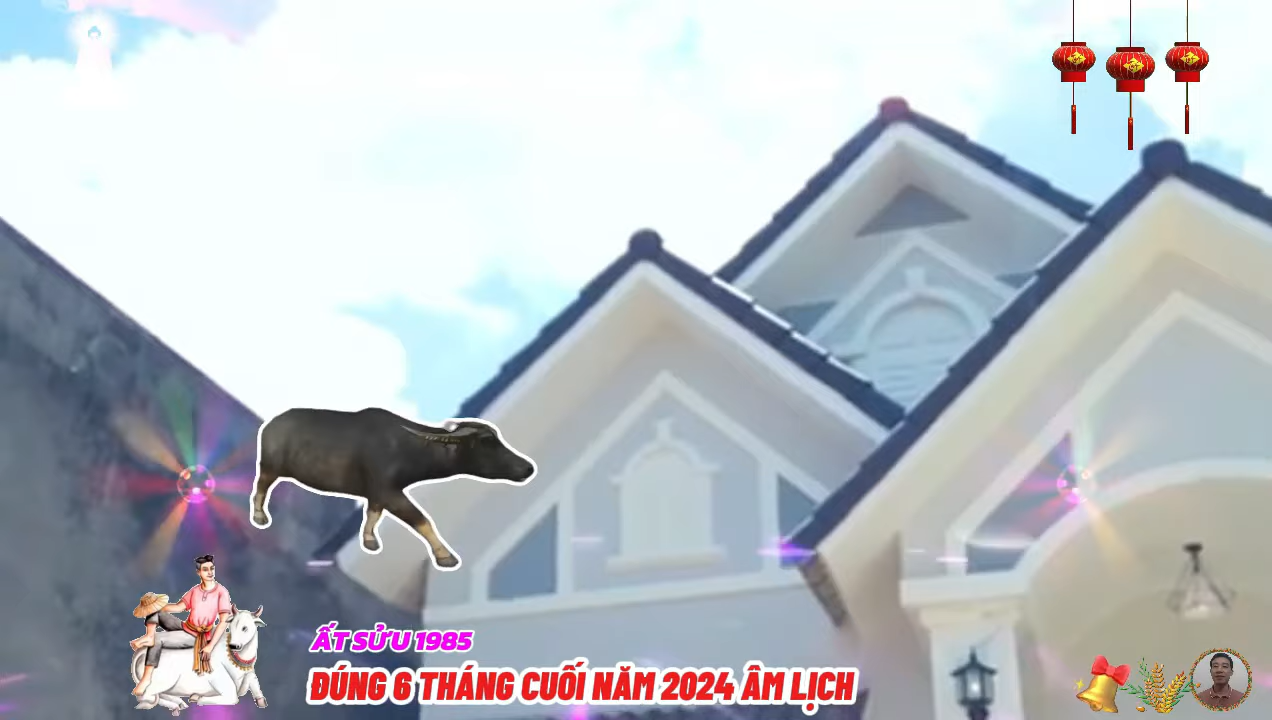 ẤT SỬU 1985
ĐÚNG 6 THÁNG CUỐI NĂM 2024 ÂM LỊCH